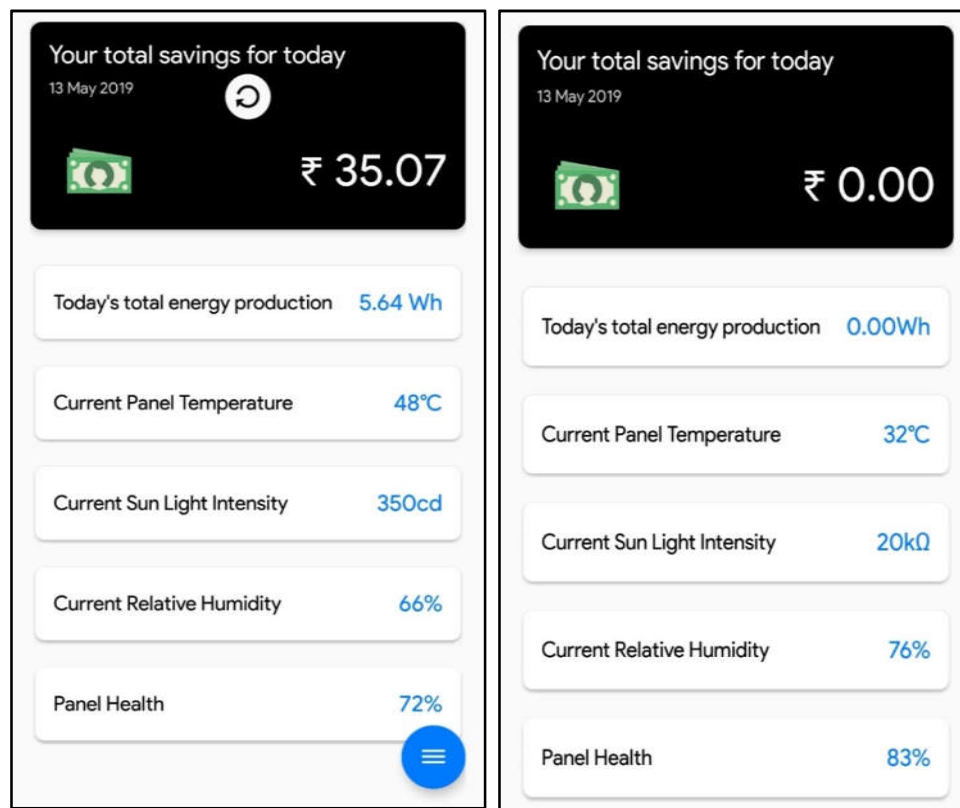 Your total savings for today
13 May 2019
₹ 35.07
Today's total energy production 5.64 Wh
Current Panel Temperature 48°C
Current Sun Light Intensity 350cd
Current Relative Humidity 66%
Panel Health 72%
Your total savings for today
13 May 2019
₹ 0.00
Today's total energy production 0.00Wh
Current Panel Temperature 32°C
Current Sun Light Intensity 20kΩ
Current Relative Humidity 76%
Panel Health 83%